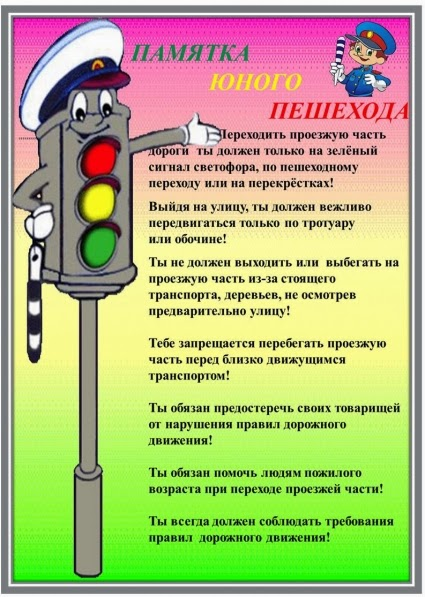 ПАМЯТКА
ЮНОГО
ПЕШЕХОДА
Переходить проезжую часть
дороги ты должен только на зелёный
сигнал светофора, по пешеходному
переходу или на перекрёстках!
Выйдя на улицу, ты должен вежливо
передвигаться только по тротуару
или обочине!
Ты не должен выходить или выбегать на
проезжую часть из-за стоящего
транспорта, деревьев, не осмотрев
предварительно улицу!
Тебе запрещается перебегать проезжую
часть перед близко движущимся
транспортом!
Ты обязан предостеречь своих товарищей
от нарушения правил дорожного
движения!
Ты обязан помочь людям пожилого
возраста при переходе проезжей части!
Ты всегда должен соблюдать требования
правил дорожного движения!